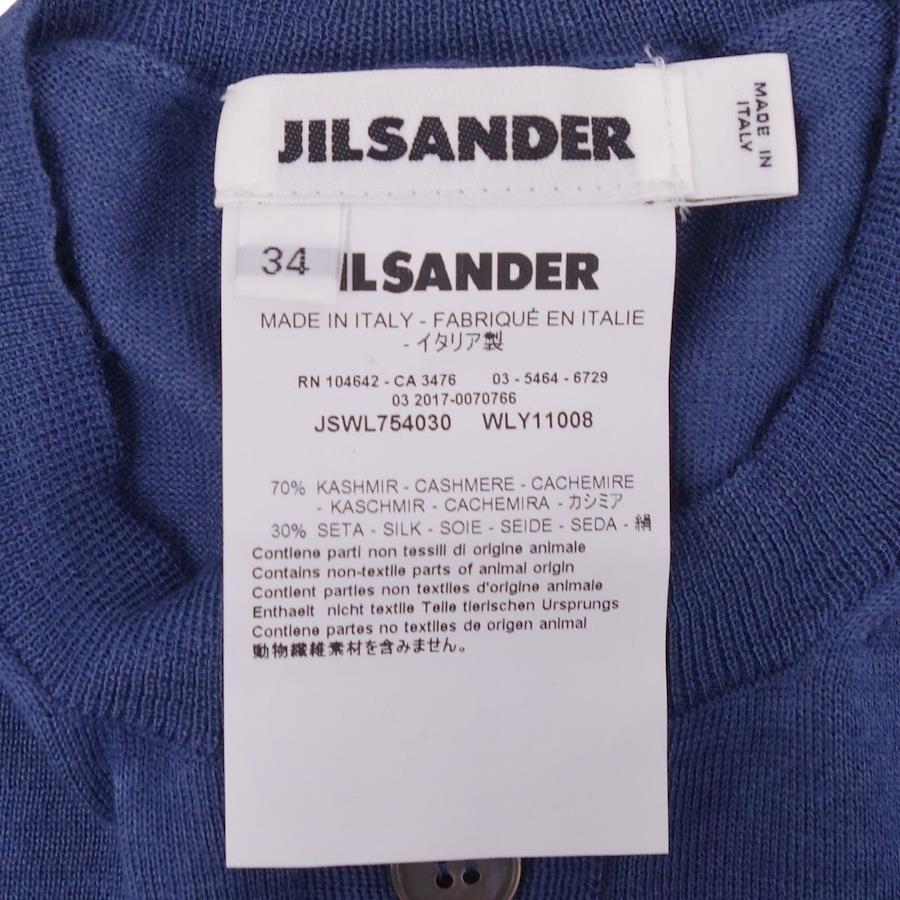 JILSANDER
MADE IN
ITALY
34
ILSANDER
MADE IN ITALY - FABRIQUÉ EN ITALIE
- イタリア製
RN 104642 - CA 3476 03 - 5464 - 6729
03 2017-0070766
JSWL754030 WLY11008
70% KASHMIR - CASHMERE - CACHEMIRE
- KASCHMIR - CACHEMIRA - カシミア
30% SETA - SILK - SOIE - SEIDE - SEDA - 絹
Contiene parti non tessili di origine animale
Contains non-textile parts of animal origin
Contient parties non textiles d'origine animale
Enthaelt nicht textile Teile tierischen Ursprungs
Contiene partes no textiles de origen animal
動物繊維素材を含みません。